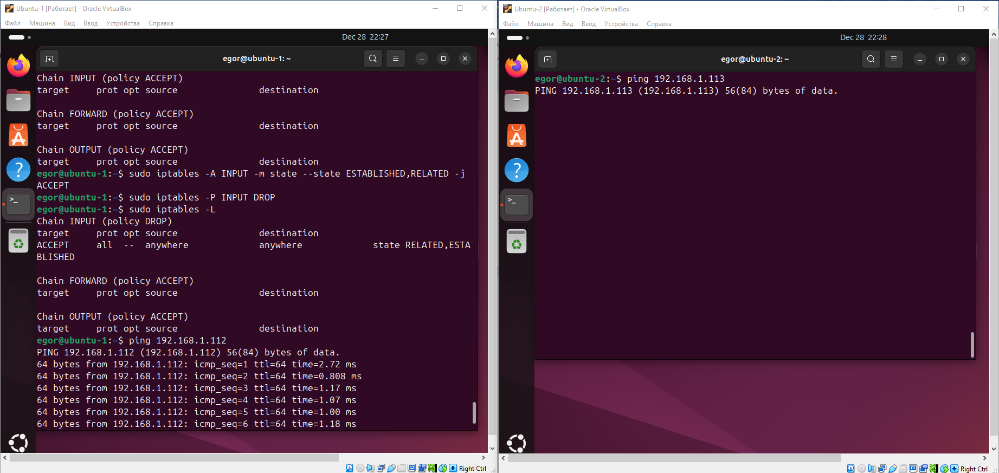 Ubuntu-1 [Работает] - Oracle VirtualBox
Файл Машина Вид Ввод Устройства Справка
Dec 28 22:27
egor@ubuntu-1: ~
Chain INPUT (policy ACCEPT)
target prot opt source destination
Chain FORWARD (policy ACCEPT)
target prot opt source destination
Chain OUTPUT (policy ACCEPT)
target prot opt source destination
egor@ubuntu-1:~$ sudo iptables -A INPUT -m state --state ESTABLISHED,RELATED -j
ACCEPT
egor@ubuntu-1:~$ sudo iptables -P INPUT DROP
egor@ubuntu-1:~$ sudo iptables -L
Chain INPUT (policy DROP)
target prot opt source destination
ACCEPT all -- anywhere anywhere state RELATED,ESTA
BLISHED
Chain FORWARD (policy ACCEPT)
target prot opt source destination
Chain OUTPUT (policy ACCEPT)
target prot opt source destination
egor@ubuntu-1:~$ ping 192.168.1.112
PING 192.168.1.112 (192.168.1.112) 56(84) bytes of data.
64 bytes from 192.168.1.112: icmp_seq=1 ttl=64 time=2.72 ms
64 bytes from 192.168.1.112: icmp_seq=2 ttl=64 time=0.808 ms
64 bytes from 192.168.1.112: icmp_seq=3 ttl=64 time=1.17 ms
64 bytes from 192.168.1.112: icmp_seq=4 ttl=64 time=1.07 ms
64 bytes from 192.168.1.112: icmp_seq=5 ttl=64 time=1.00 ms
64 bytes from 192.168.1.112: icmp_seq=6 ttl=64 time=1.18 ms
Right Ctrl
Ubuntu-2 [Работает] - Oracle VirtualBox
Файл Машина Вид Ввод Устройства Справка
Dec 28 22:28
egor@ubuntu-2: ~
egor@ubuntu-2:~$ ping 192.168.1.113
PING 192.168.1.113 (192.168.1.113) 56(84) bytes of data.
Right Ctrl